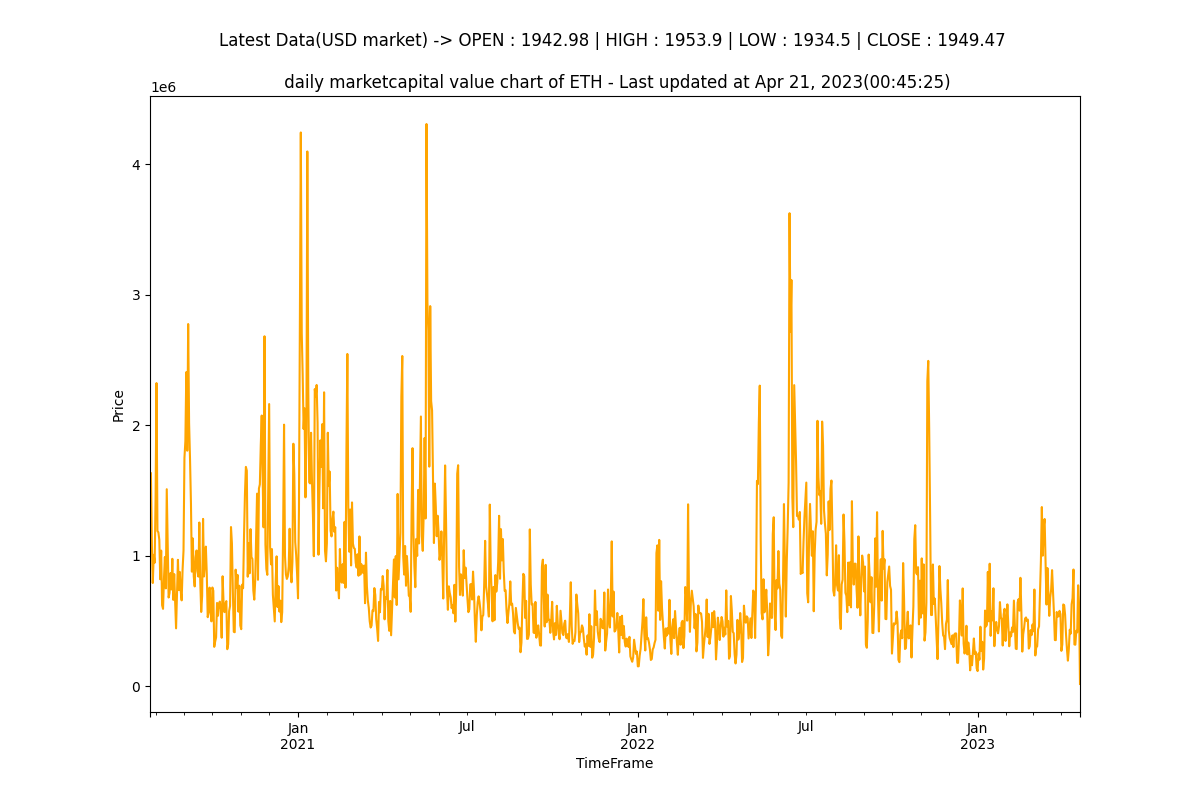 Latest Data(USD market) -> OPEN : 1942.98 | HIGH : 1953.9 | LOW : 1934.5 | CLOSE : 1949.47
daily marketcapital value chart of ETH - Last updated at Apr 21, 2023(00:45:25)
1e6
4
3
2
1
0
Price
Jan
2021
Jul
Jan
2022
Jul
Jan
2023
TimeFrame